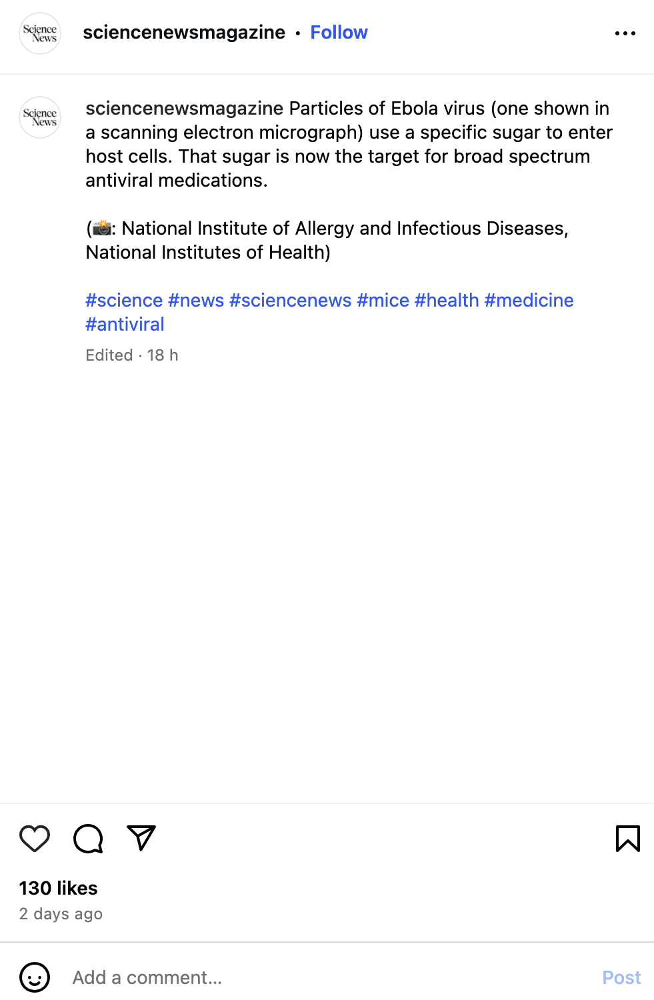 Science
News
sciencenewsmagazine • Follow
Science
News
sciencenewsmagazine Particles of Ebola virus (one shown in
a scanning electron micrograph) use a specific sugar to enter
host cells. That sugar is now the target for broad spectrum
antiviral medications.
(📸: National Institute of Allergy and Infectious Diseases,
National Institutes of Health)
#science #news #sciencenews #mice #health #medicine
#antiviral
Edited · 18 h
130 likes
2 days ago
Add a comment...
Post